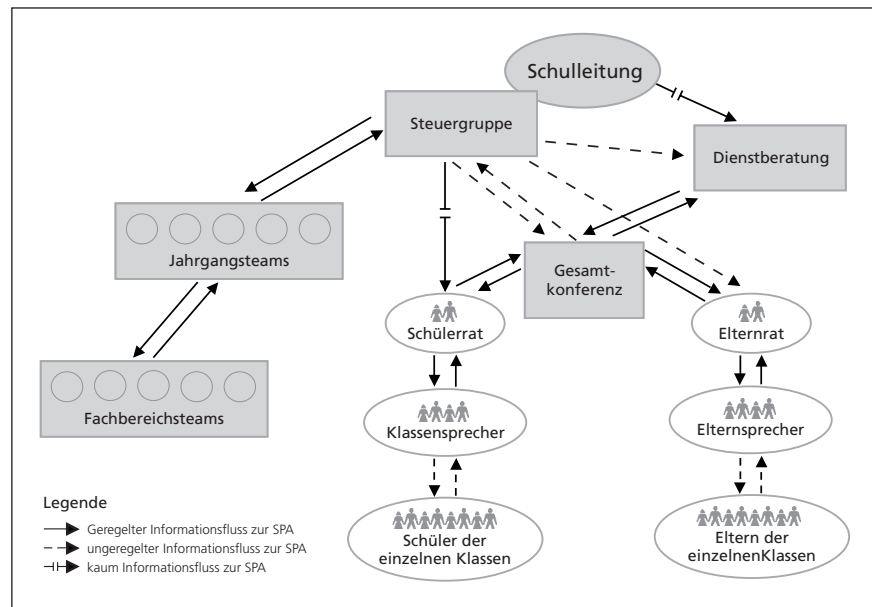 Schulleitung
Steuergruppe
Dienstberatung
Jahrgangsteams
Gesamt-
konferenz
Schülerrat
Elternrat
Fachbereichsteams
Klassensprecher
Elternsprecher
Schüler der
einzelnen Klassen
Eltern der
einzelnenKlassen
Legende
Geregelter Informationsfluss zur SPA
ungeregelter Informationsfluss zur SPA
kaum Informationsfluss zur SPA